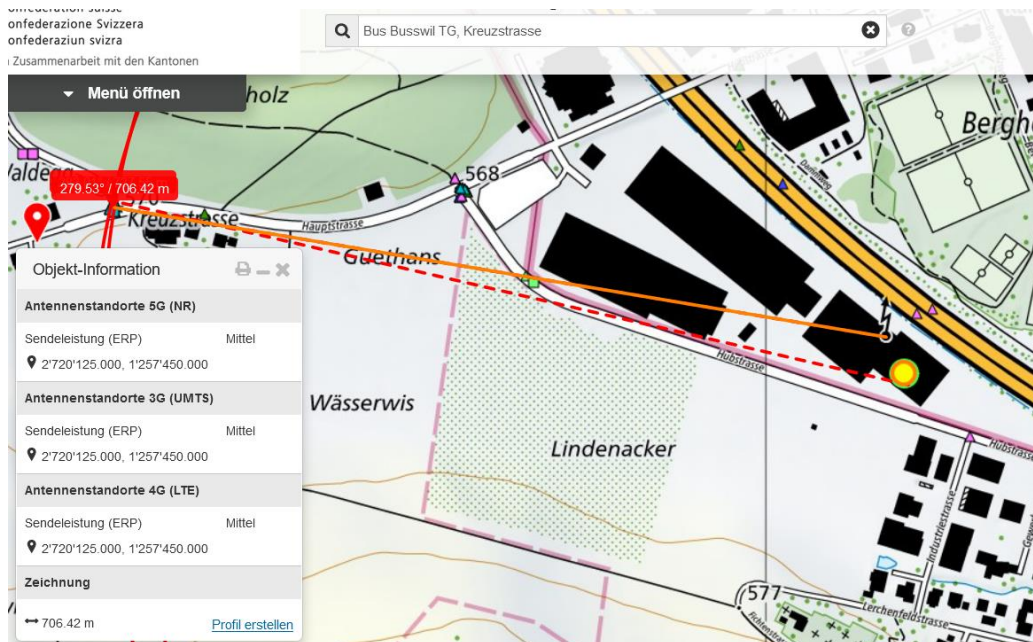 onfederazione Svizzera
onfederaziun svizra
Zusammenarbeit mit den Kantonen
Bus Busswil TG, Kreuzstrasse
?
Menü öffnen
holz
Bergh
Dammweg
568
279.53° / 706.42 m
Kreuzstrasse
Hauptstrasse
Guethans
Objekt-Information
Antennenstandorte 5G (NR)
Sendeleistung (ERP) Mittel
2'720'125.000, 1'257'450.000
Antennenstandorte 3G (UMTS)
Sendeleistung (ERP) Mittel
2'720'125.000, 1'257'450.000
Antennenstandorte 4G (LTE)
Sendeleistung (ERP) Mittel
2'720'125.000, 1'257'450.000
Zeichnung
706.42 m Profil erstellen
Hubstrasse
Wässerwis
Lindenacker
Hubstrasse
Industriestrasse
577
Lerchenfeldstrasse